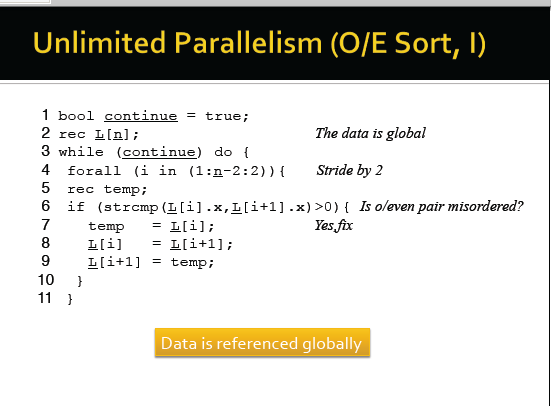 Unlimited Parallelism (O/E Sort, I)
1 bool continue = true;
2 rec L[n]; The data is global
3 while (continue) do {
4 forall (i in (1:n-2:2)){ Stride by 2
5 rec temp;
6 if (strcmp(L[i].x,L[i+1].x)>0){ Is o/even pair misordered?
7 temp = L[i]; Yes, fix
8 L[i] = L[i+1];
9 L[i+1] = temp;
10 }
11 }
Data is referenced globally